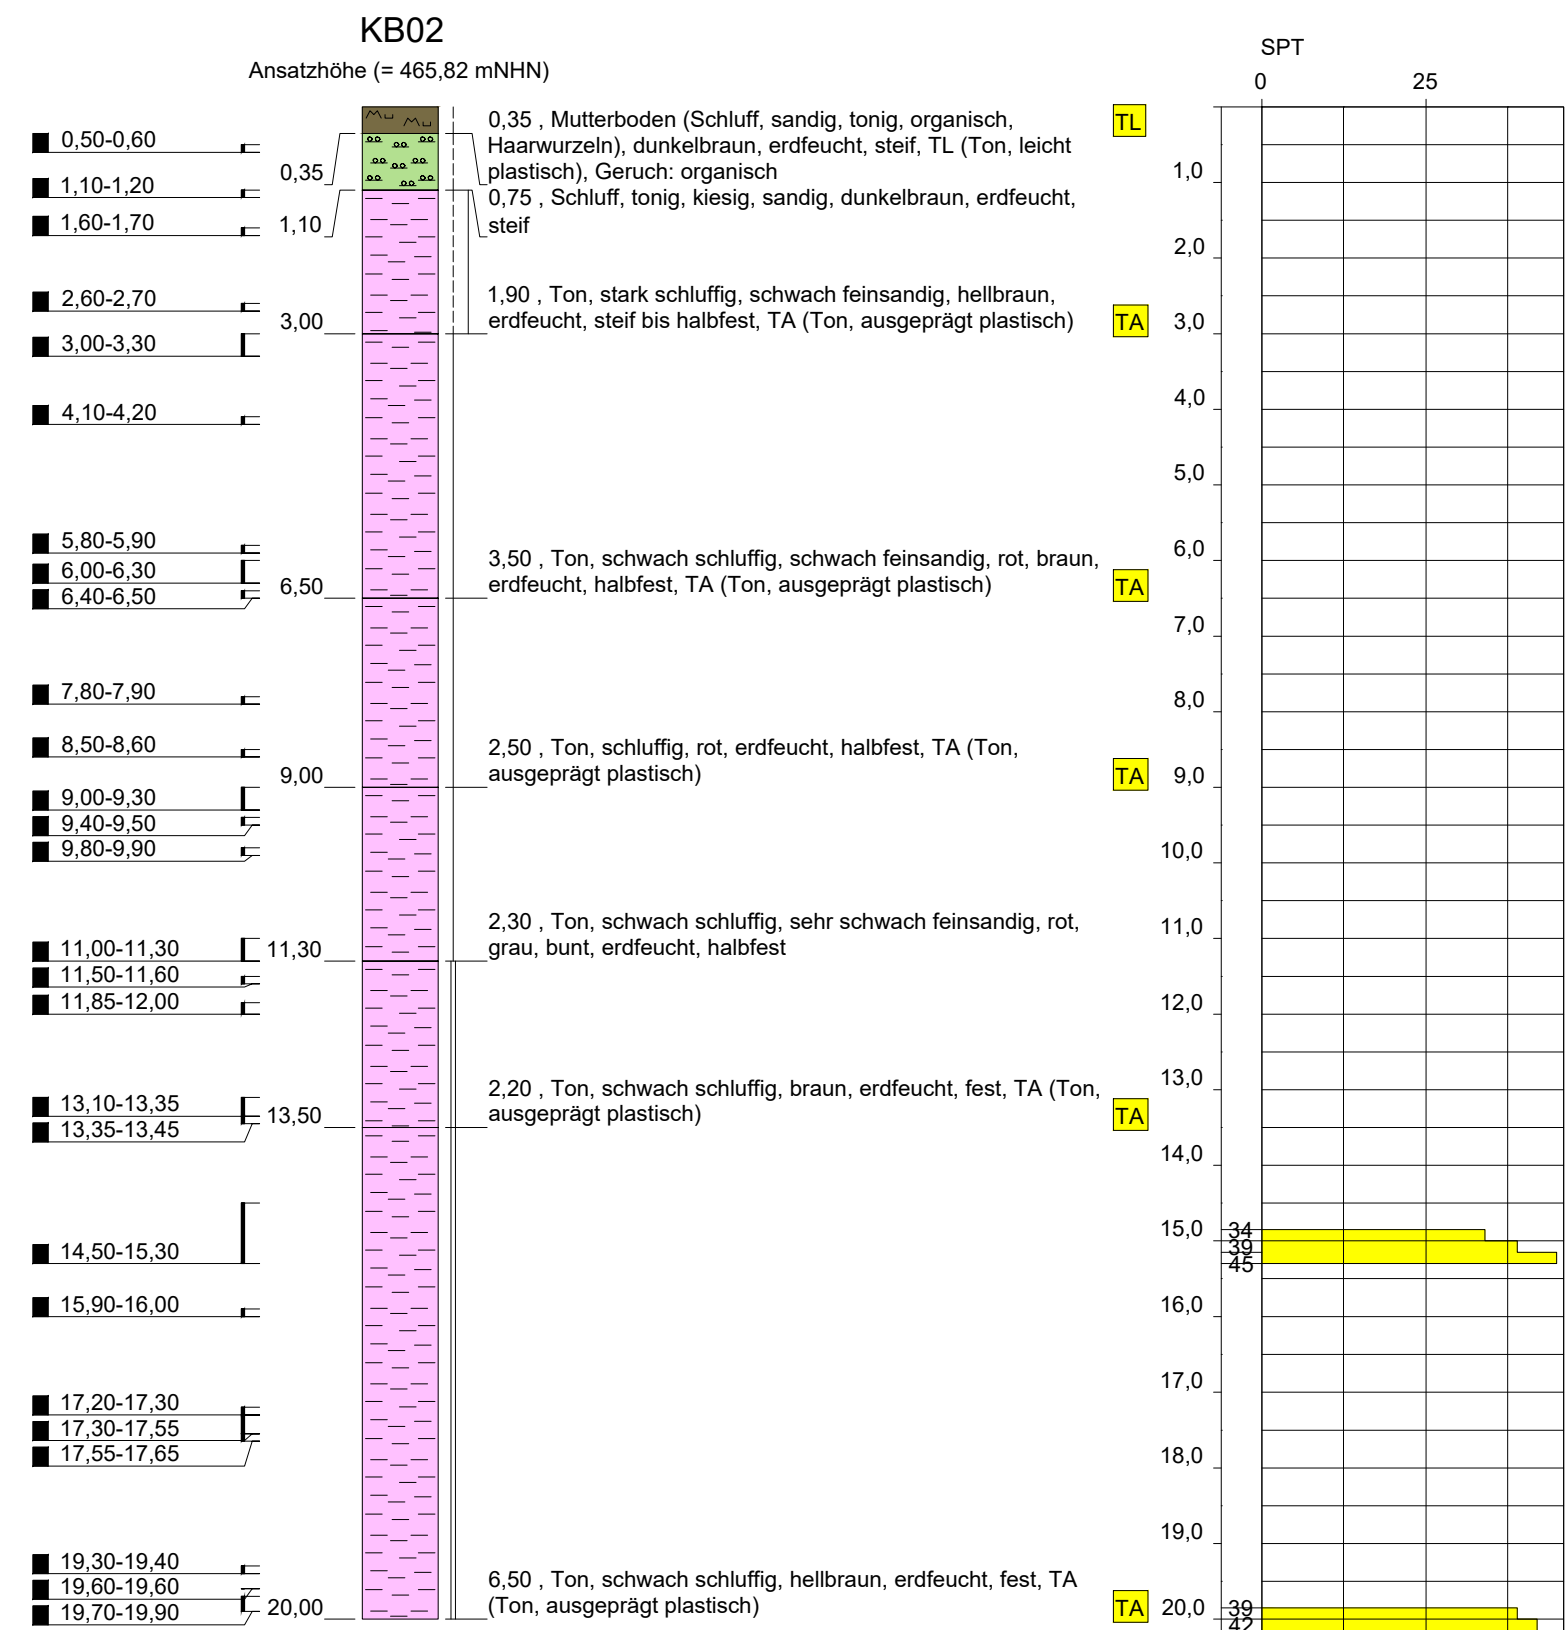 KB02
Ansatzhöhe (= 465,82 mNHN)
SPT
0 25
0,50-0,60
1,10-1,20
1,60-1,70
2,60-2,70
3,00-3,30
4,10-4,20
5,80-5,90
6,00-6,30
6,40-6,50
7,80-7,90
8,50-8,60
9,00-9,30
9,40-9,50
9,80-9,90
11,00-11,30
11,50-11,60
11,85-12,00
13,10-13,35
13,35-13,45
14,50-15,30
15,90-16,00
17,20-17,30
17,30-17,55
17,55-17,65
19,30-19,40
19,60-19,60
19,70-19,90
0,35
1,10
3,00
6,50
9,00
11,30
13,50
20,00
0,35 , Mutterboden (Schluff, sandig, tonig, organisch,
Haarwurzeln), dunkelbraun, erdfeucht, steif, TL (Ton, leicht
plastisch), Geruch: organisch
0,75 , Schluff, tonig, kiesig, sandig, dunkelbraun, erdfeucht,
steif
1,90 , Ton, stark schluffig, schwach feinsandig, hellbraun,
erdfeucht, steif bis halbfest, TA (Ton, ausgeprägt plastisch)
3,50 , Ton, schwach schluffig, schwach feinsandig, rot, braun,
erdfeucht, halbfest, TA (Ton, ausgeprägt plastisch)
2,50 , Ton, schluffig, rot, erdfeucht, halbfest, TA (Ton,
ausgeprägt plastisch)
2,30 , Ton, schwach schluffig, sehr schwach feinsandig, rot,
grau, bunt, erdfeucht, halbfest
2,20 , Ton, schwach schluffig, braun, erdfeucht, fest, TA (Ton,
ausgeprägt plastisch)
6,50 , Ton, schwach schluffig, hellbraun, erdfeucht, fest, TA
(Ton, ausgeprägt plastisch)
TL
TA
TA
TA
TA
TA
1,0
2,0
3,0
4,0
5,0
6,0
7,0
8,0
9,0
10,0
11,0
12,0
13,0
14,0
15,0
16,0
17,0
18,0
19,0
20,0
34
39
45
39
42